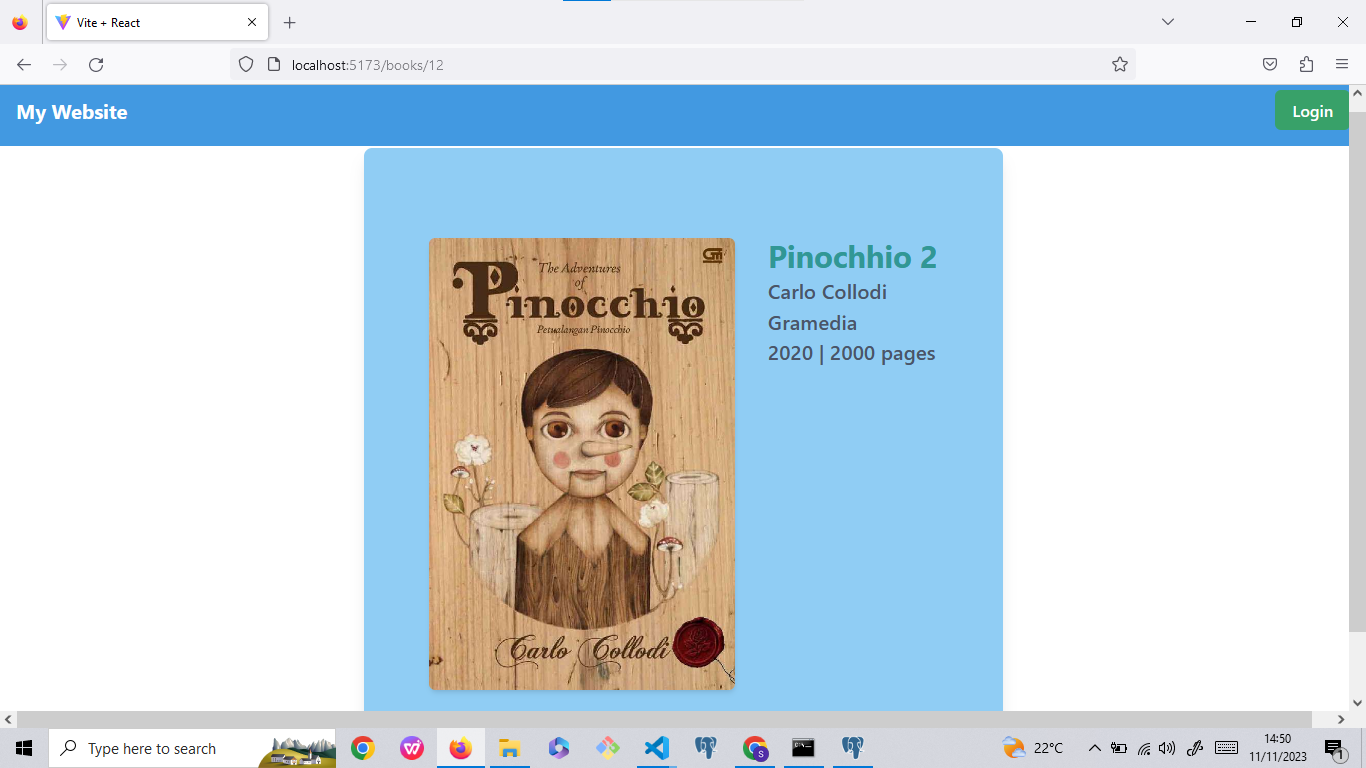 Vite + React
localhost:5173/books/12
My Website
Login
The Adventures
of
Pinocchio
Petualangan Pinocchio
Carlo Collodi
Pinochhio 2
Carlo Collodi
Gramedia
2020 | 2000 pages
Type here to search
22°C
14:50
11/11/2023
1